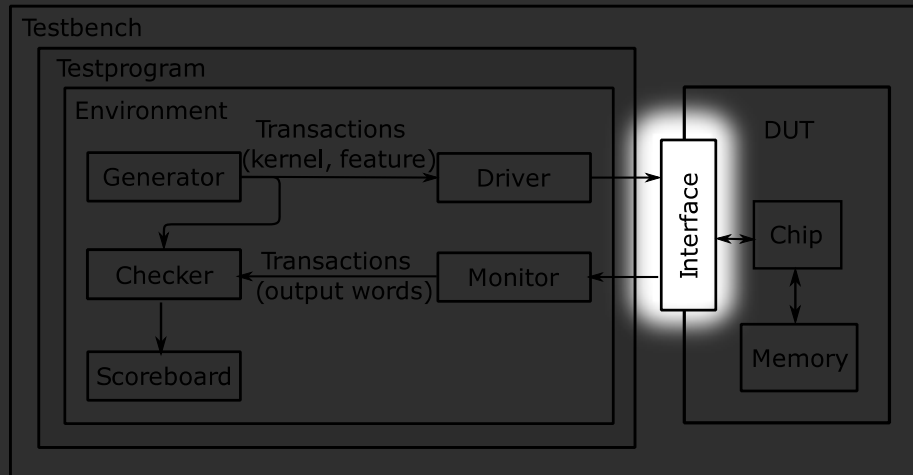 Testbench
Testprogram
Environment
Transactions
(kernel, feature)
Generator
Driver
Checker
Transactions
(output words)
Monitor
Scoreboard
Interface
DUT
Chip
Memory